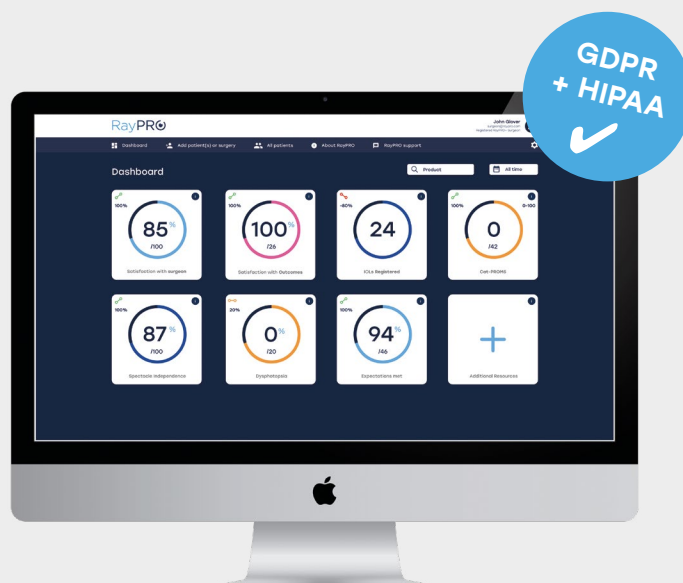 GDPR
+ HIPAA
RayPRO
John Glover
Dashboard
Add patient(s) or surgery
All patients
About RayPRO
RayPRO support
Dashboard
Product
All time
100%
85%
/100
Satisfaction with surgeon
100%
100%
/26
Satisfaction with Outcomes
-40%
24
IOLs Registered
100%
0-100
0
/42
Cat-PROM5
100%
87%
/100
Spectacle Independence
20%
0%
/20
Dysphotopsia
100%
94%
/46
Expectations met
Additional Resources